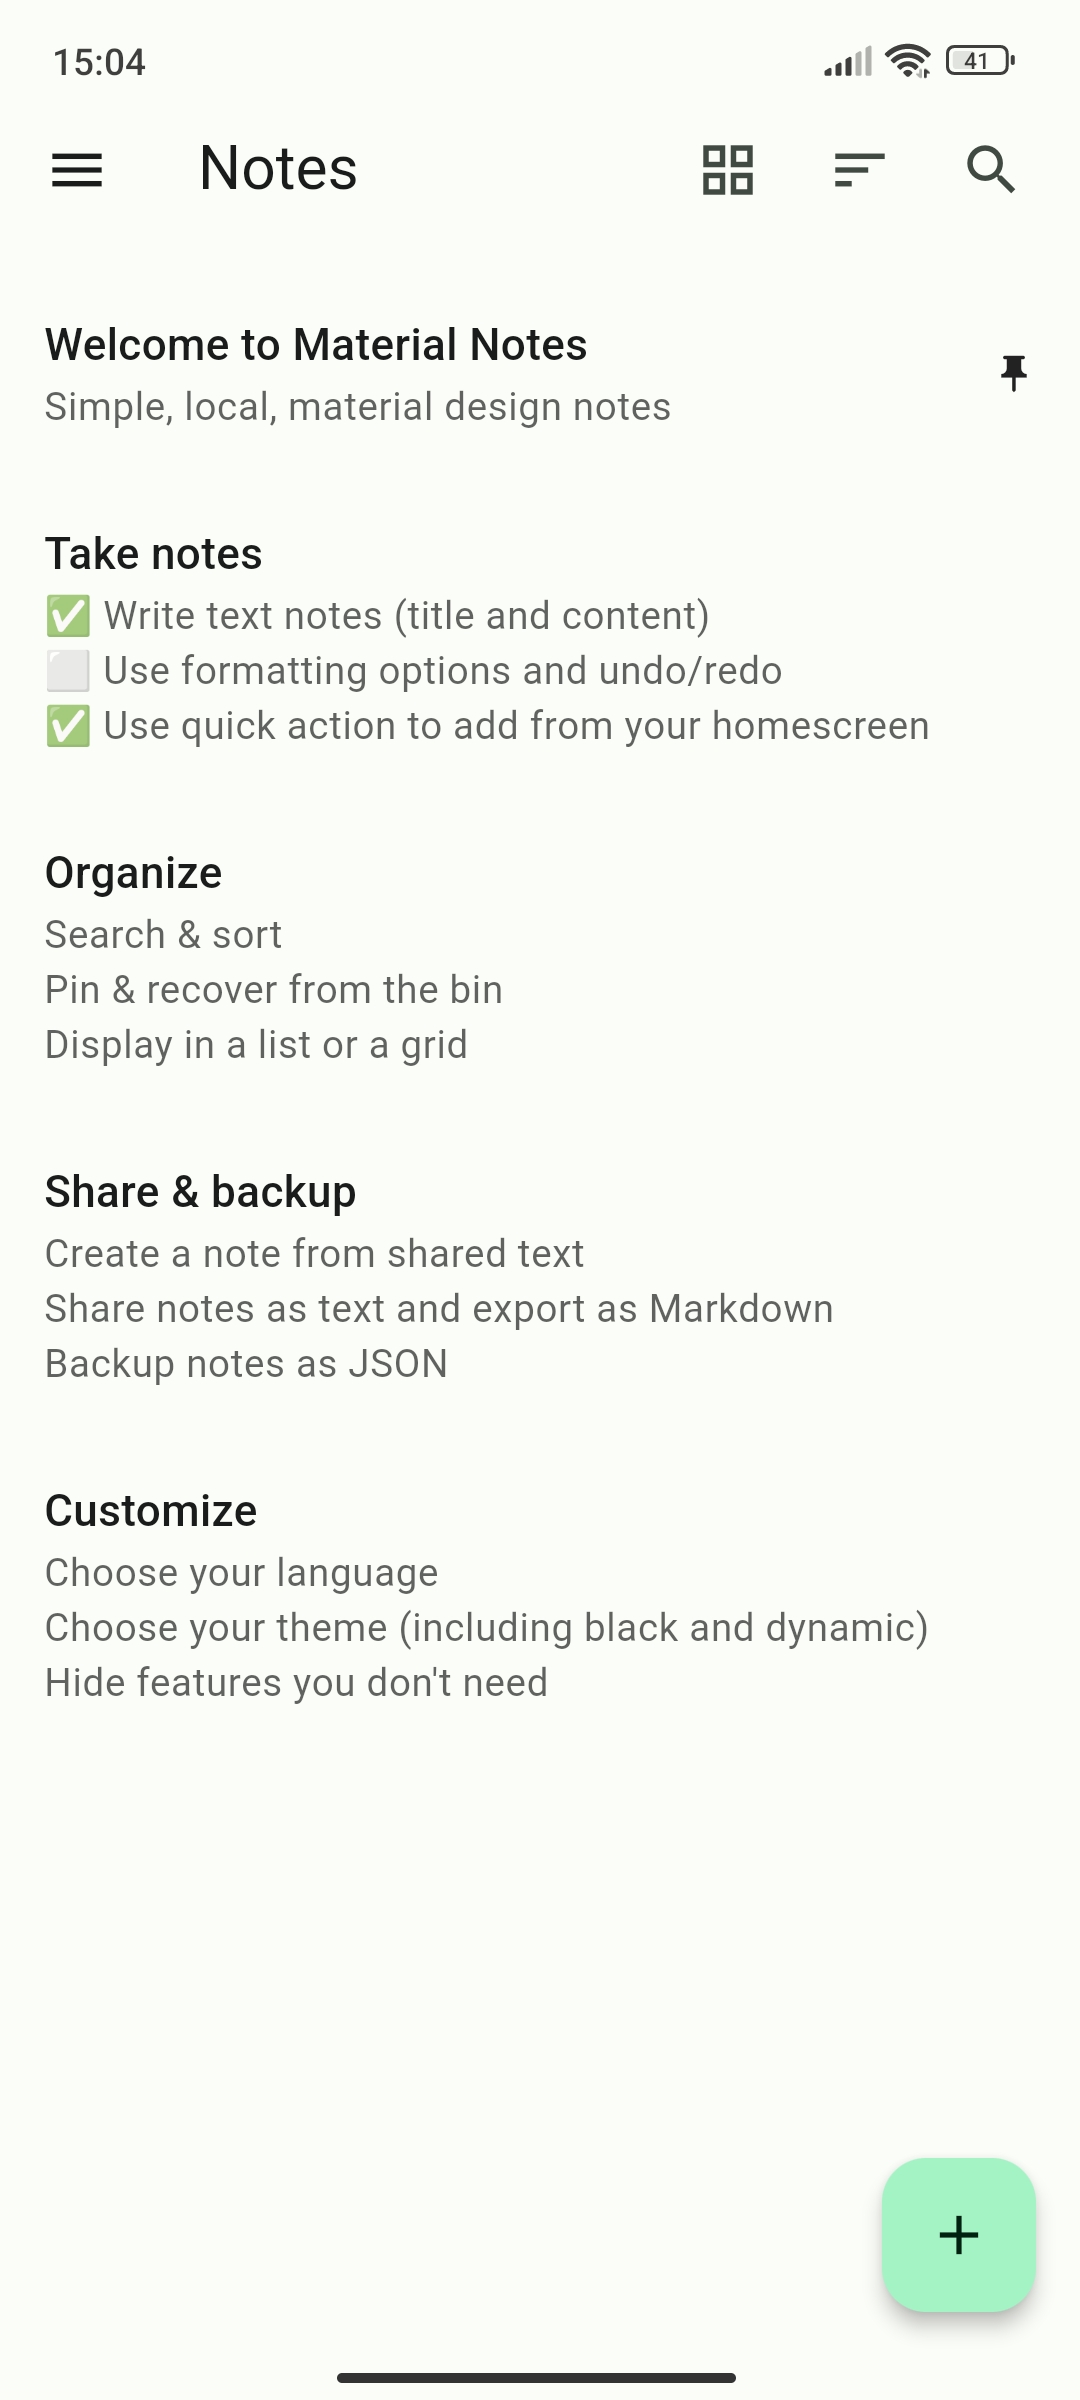 15:04
41
Notes
Welcome to Material Notes
Simple, local, material design notes
Take notes
✅ Write text notes (title and content)
⬜ Use formatting options and undo/redo
✅ Use quick action to add from your homescreen
Organize
Search & sort
Pin & recover from the bin
Display in a list or a grid
Share & backup
Create a note from shared text
Share notes as text and export as Markdown
Backup notes as JSON
Customize
Choose your language
Choose your theme (including black and dynamic)
Hide features you don't need